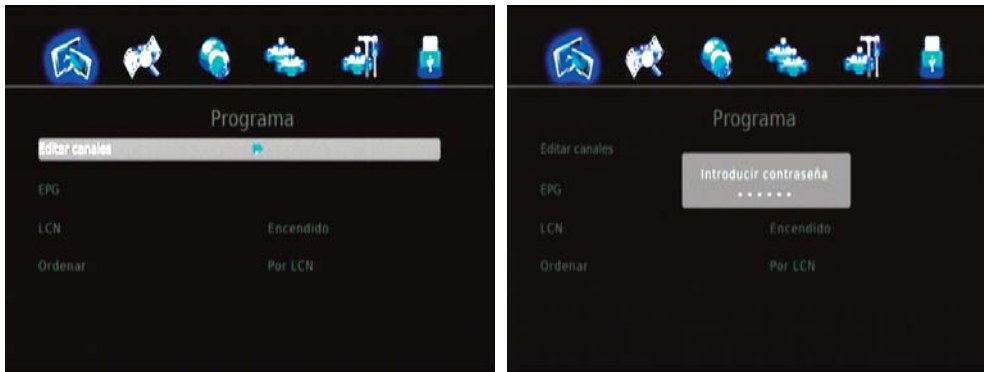 Programa
Editar canales
EPG
LCN Encendido
Ordenar Por LCN
Programa
Editar canales
Introducir contraseña
EPG
LCN Encendido
Ordenar Por LCN